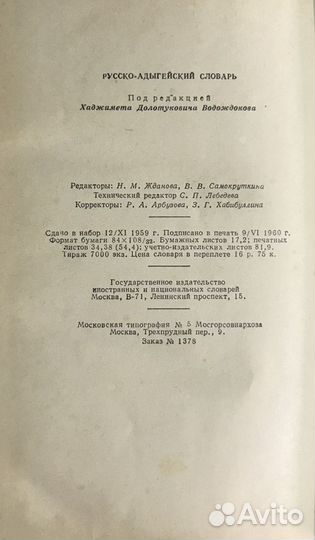 РУССКО-АДЫГЕЙСКИЙ СЛОВАРЬ
Под редакцией
Хаджимета Долотуковича Водождокова
Редакторы: Н. М. Жданова, В. В. Самокруткина
Технический редактор С. П. Лебедева
Корректоры: Р. А. Арбузова, З. Г. Хабибуллина
Сдано в набор 12/XI 1959 г. Подписано в печать 9/VI 1960 г.
Формат бумаги 84×108/32. Бумажных листов 17,2; печатных
листов 34,38 (54,4); учетно-издательских листов 81,9.
Тираж 7000 экз. Цена словаря в переплете 16 р. 75 к.
Государственное издательство
иностранных и национальных словарей
Москва, В-71, Ленинский проспект, 15.
Московская типография № 5 Мосгорсовнархоза
Москва, Трехпрудный пер., 9.
Заказ № 1378
Avito